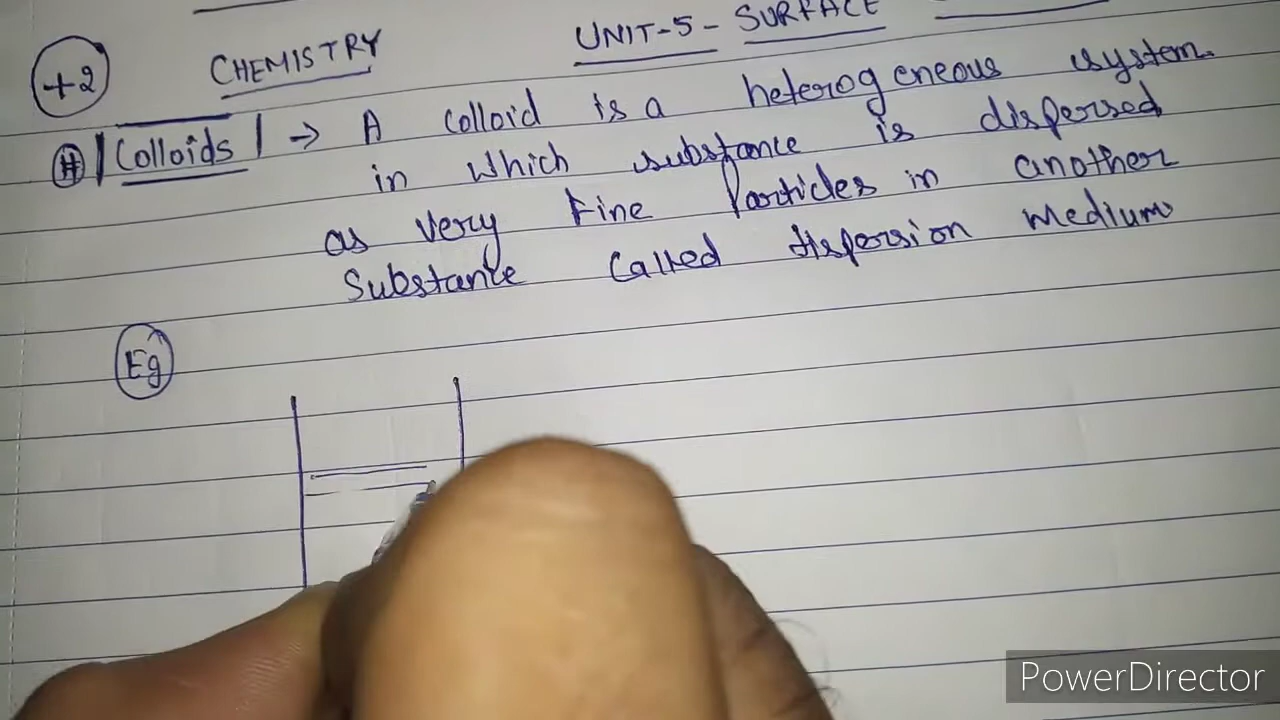 +2 CHEMISTRY UNIT-5 - SURFACE
# Colloids → A colloid is a heterogeneous system.
in which substance is dispersed
as very Fine Particles in another
Substance called dispersion medium
Eg
PowerDirector